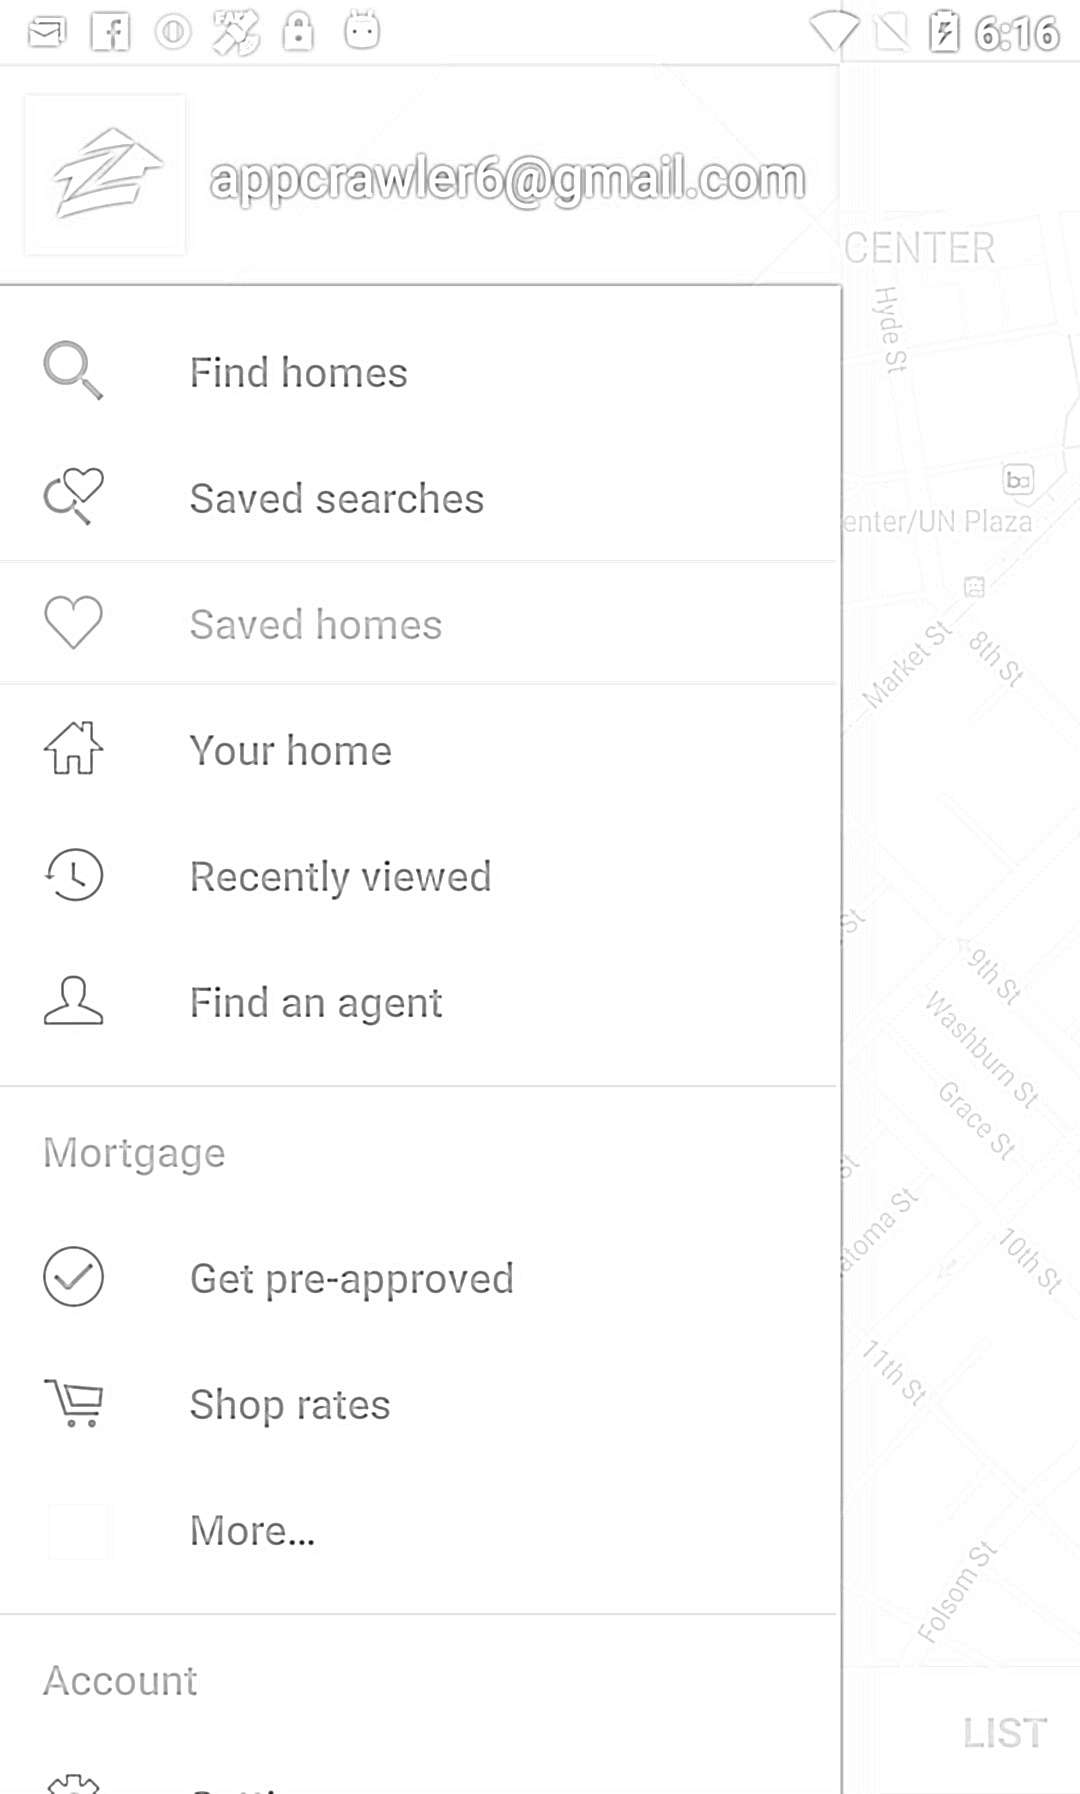 6:16
appcrawler6@gmail.com
Find homes
Saved searches
Saved homes
Your home
Recently viewed
Find an agent
Mortgage
Get pre-approved
Shop rates
More...
Account
CENTER
Hyde St
enter/UN Plaza
Market St
8th St
St
9th St
Washburn St
Grace St
St
atoma St
10th St
11th St
Folsom St
LIST